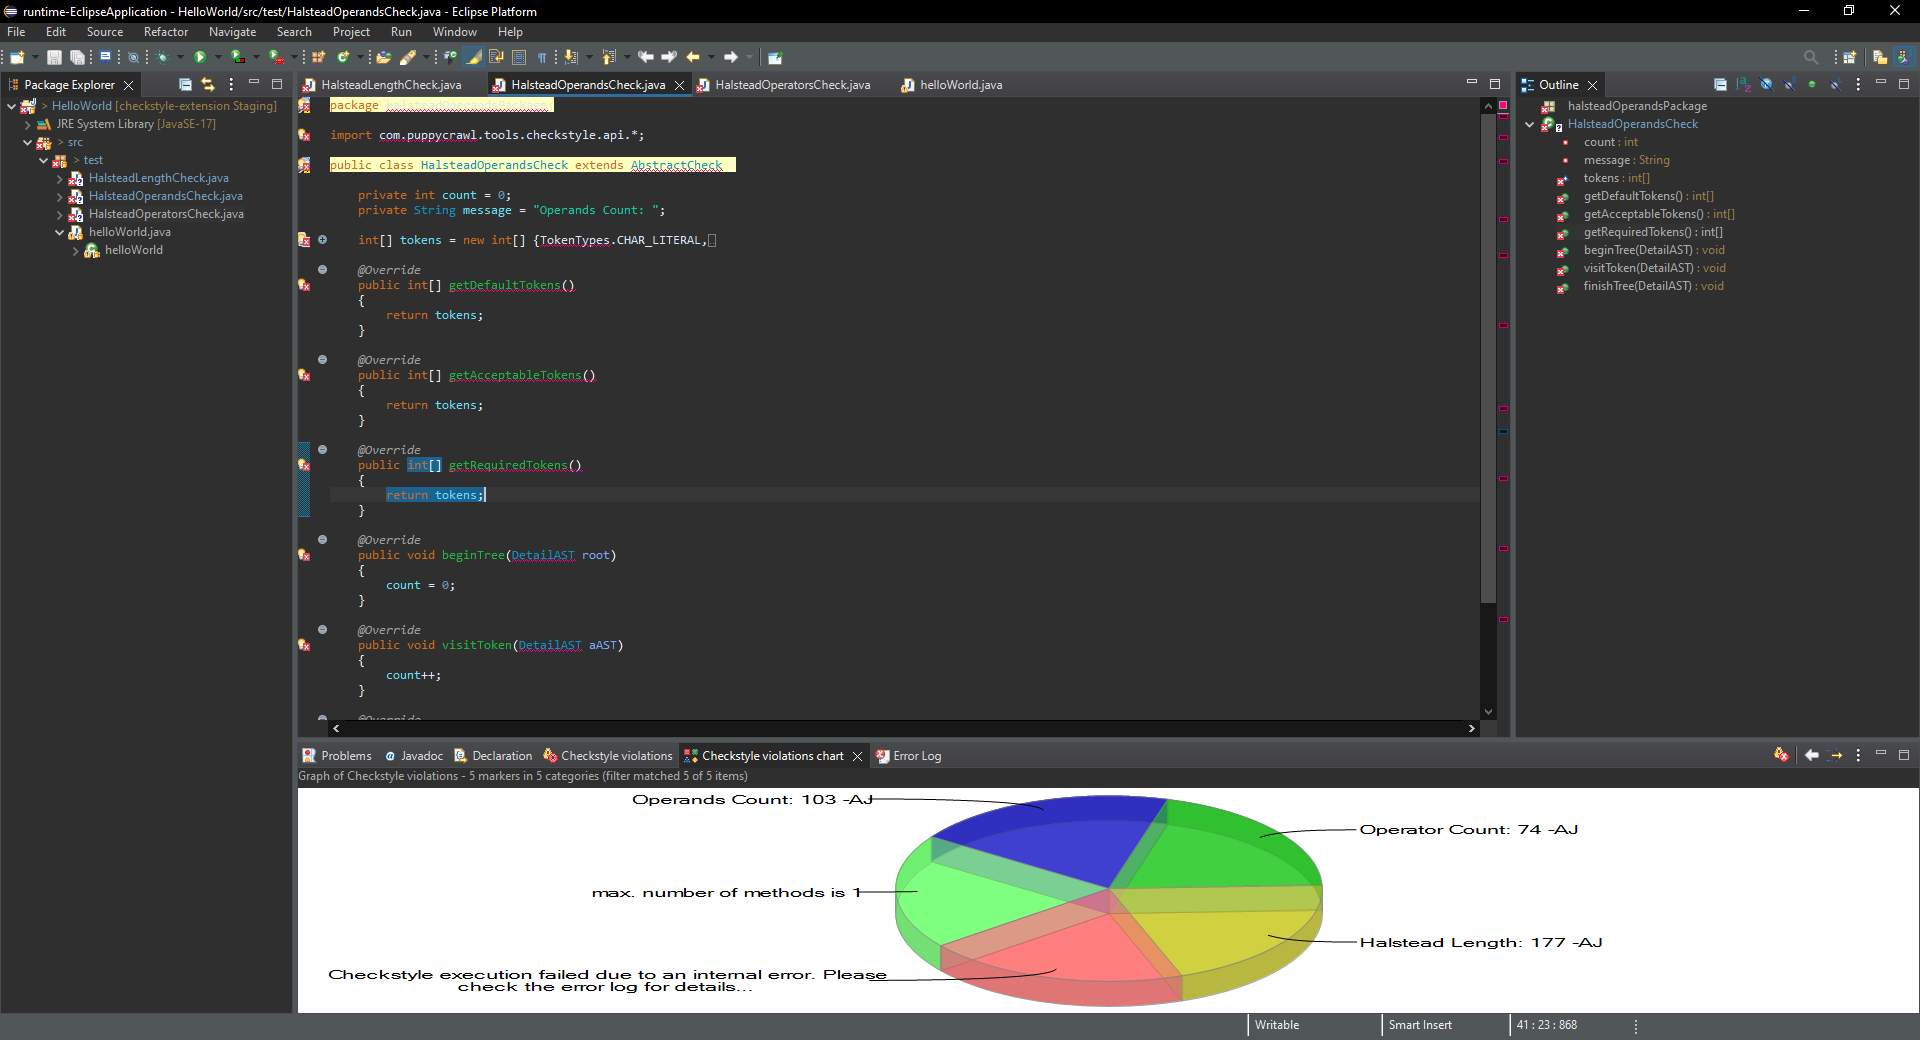 runtime-EclipseApplication - HelloWorld/src/test/HalsteadOperandsCheck.java - Eclipse Platform
File Edit Source Refactor Navigate Search Project Run Window Help
Package Explorer
HelloWorld [checkstyle-extension Staging]
JRE System Library [JavaSE-17]
> src
> test
HalsteadLengthCheck.java
HalsteadOperandsCheck.java
HalsteadOperatorsCheck.java
helloWorld.java
helloWorld
HalsteadLengthCheck.java HalsteadOperandsCheck.java HalsteadOperatorsCheck.java helloWorld.java
package halsteadOperandsPackage;
import com.puppycrawl.tools.checkstyle.api.*;
public class HalsteadOperandsCheck extends AbstractCheck
private int count = 0;
private String message = "Operands Count: ";
int[] tokens = new int[] {TokenTypes.CHAR_LITERAL,
@Override
public int[] getDefaultTokens()
{
return tokens;
}
@Override
public int[] getAcceptableTokens()
{
return tokens;
}
@Override
public int[] getRequiredTokens()
{
return tokens;
}
@Override
public void beginTree(DetailAST root)
{
count = 0;
}
@Override
public void visitToken(DetailAST aAST)
{
count++;
}
@Override
Outline
halsteadOperandsPackage
HalsteadOperandsCheck
count : int
message : String
tokens : int[]
getDefaultTokens() : int[]
getAcceptableTokens() : int[]
getRequiredTokens() : int[]
beginTree(DetailAST) : void
visitToken(DetailAST) : void
finishTree(DetailAST) : void
Problems Javadoc Declaration Checkstyle violations Checkstyle violations chart Error Log
Graph of Checkstyle violations - 5 markers in 5 categories (filter matched 5 of 5 items)
Operands Count: 103 -AJ
Operator Count: 74 -AJ
max. number of methods is 1
Halstead Length: 177 -AJ
Checkstyle execution failed due to an internal error. Please
check the error log for details...
Writable Smart Insert 41 : 23 : 868